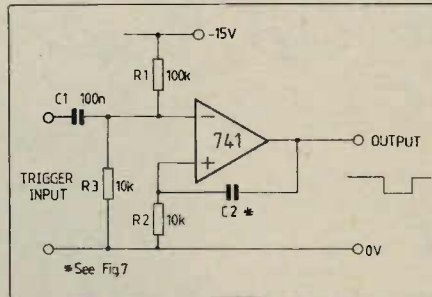 -15V
R1 100k
C1 100n
-
741
+
OUTPUT
TRIGGER
INPUT
R3 10k
C2 *
R2 10k
0V
*See Fig 7